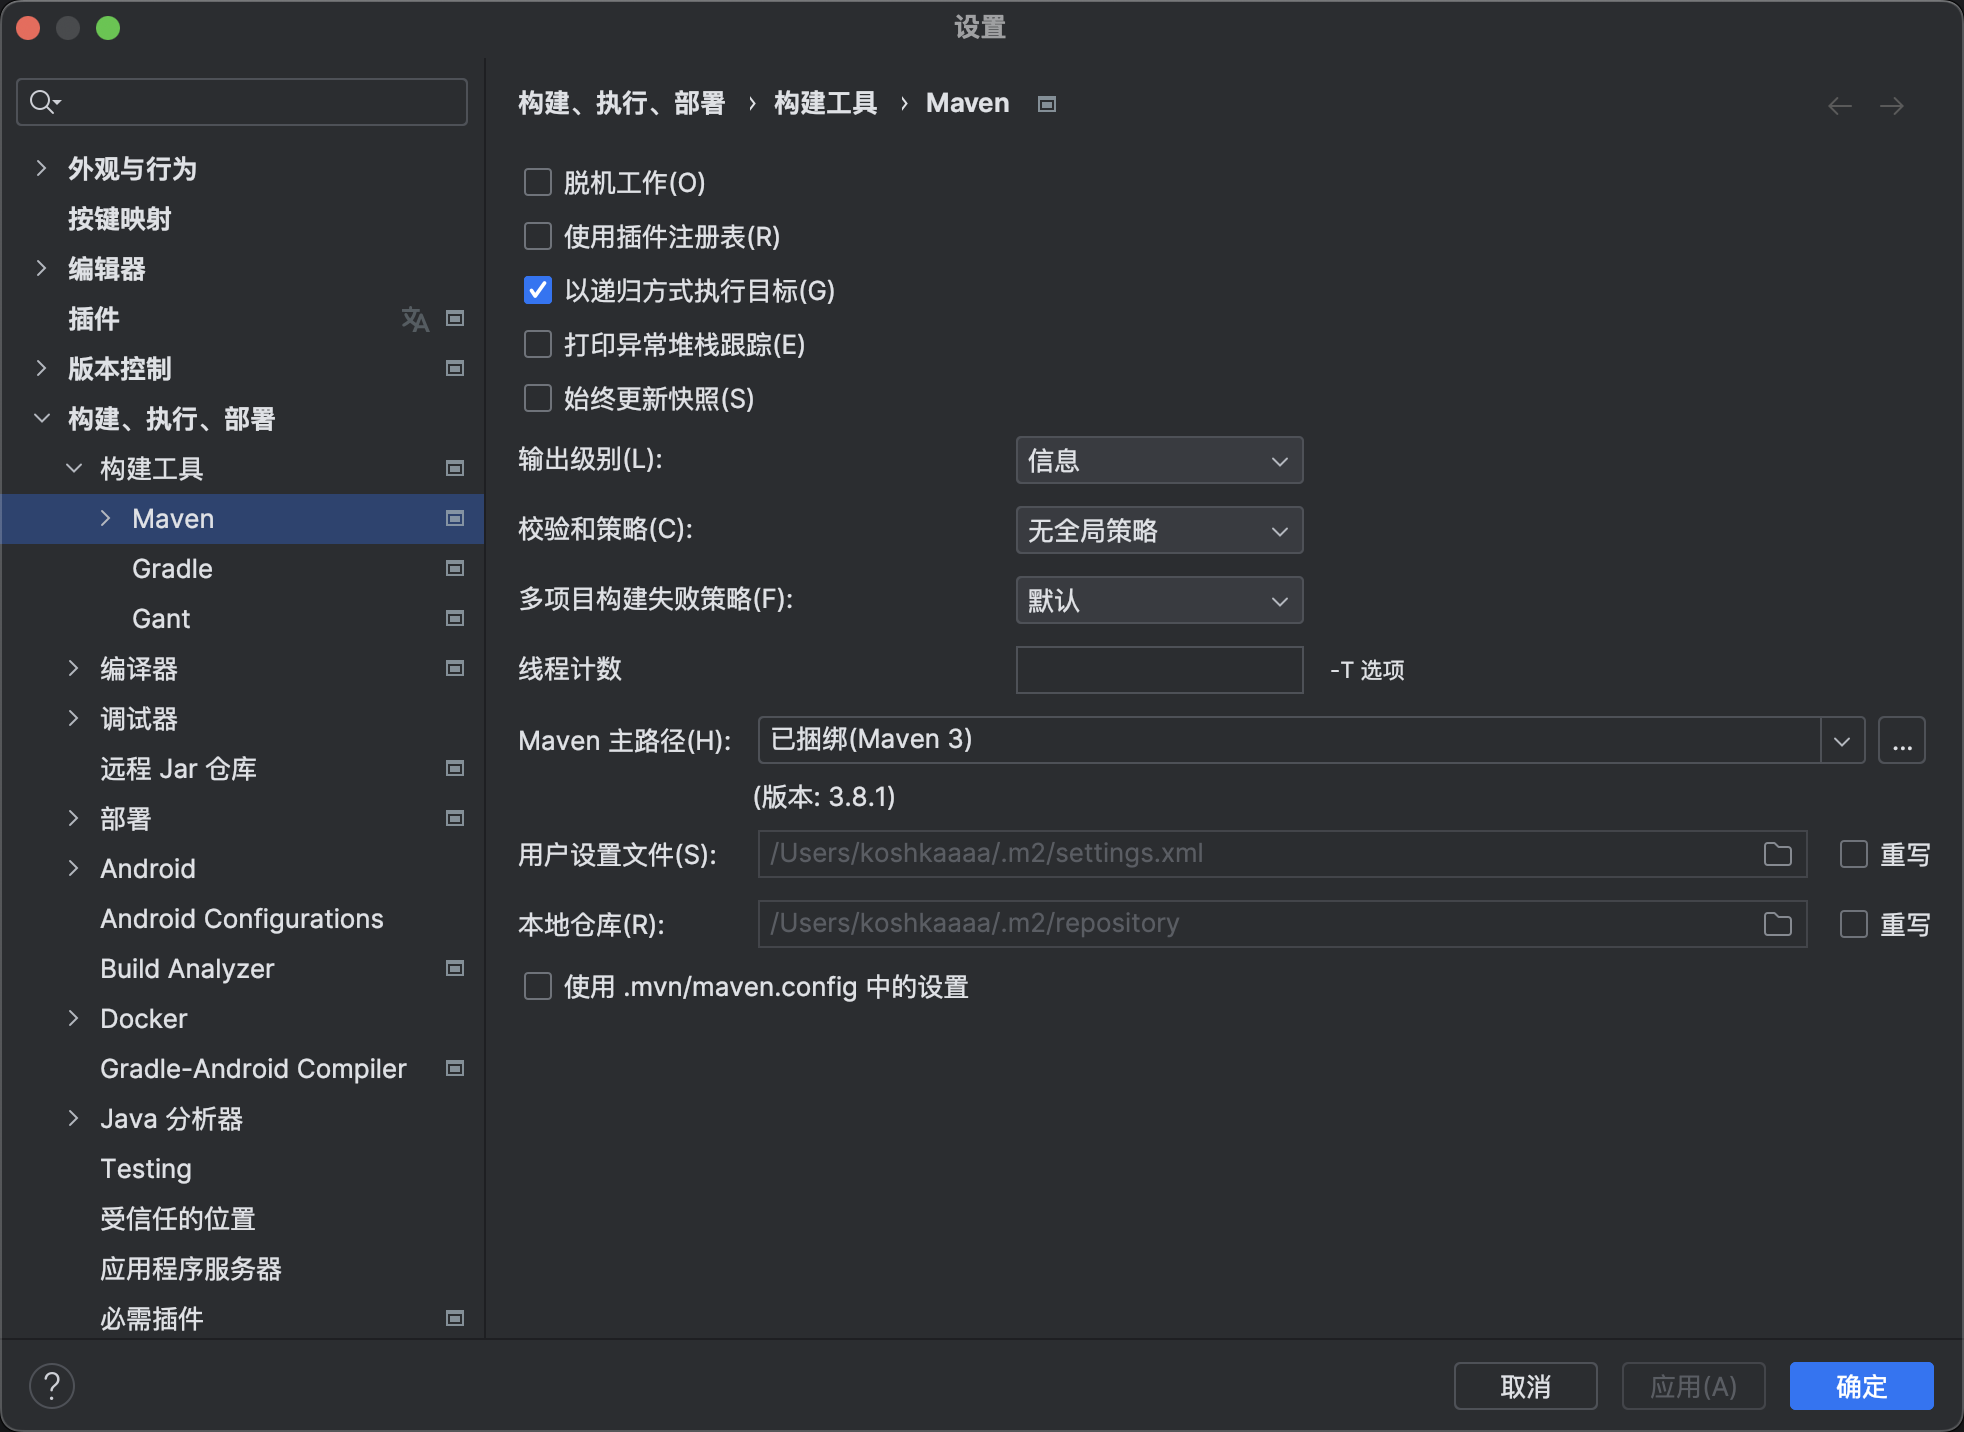 设置
外观与行为
按键映射
编辑器
插件
版本控制
构建、执行、部署
构建工具
Maven
Gradle
Gant
编译器
调试器
远程 Jar 仓库
部署
Android
Android Configurations
Build Analyzer
Docker
Gradle-Android Compiler
Java 分析器
Testing
受信任的位置
应用程序服务器
必需插件
构建、执行、部署 › 构建工具 › Maven
脱机工作(O)
使用插件注册表(R)
以递归方式执行目标(G)
打印异常堆栈跟踪(E)
始终更新快照(S)
输出级别(L): 信息
校验和策略(C): 无全局策略
多项目构建失败策略(F): 默认
线程计数 -T 选项
Maven 主路径(H): 已捆绑(Maven 3) ...
(版本: 3.8.1)
用户设置文件(S): /Users/koshkaaaa/.m2/settings.xml 重写
本地仓库(R): /Users/koshkaaaa/.m2/repository 重写
使用 .mvn/maven.config 中的设置
? 取消 应用(A) 确定